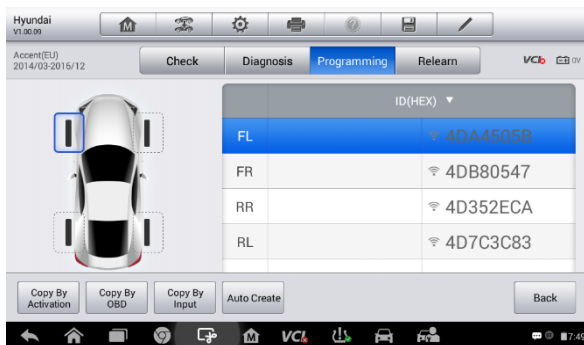 Hyundai
V1.00.09
Accent(EU)
2014/03-2016/12
Check
Diagnosis
Programming
Relearn
VCI
0V
ID(HEX) ▼
FL 4DA4505B
FR 4DB80547
RR 4D352ECA
RL 4D7C3C83
Copy By
Activation
Copy By
OBD
Copy By
Input
Auto Create
Back
M
VCI
7:49